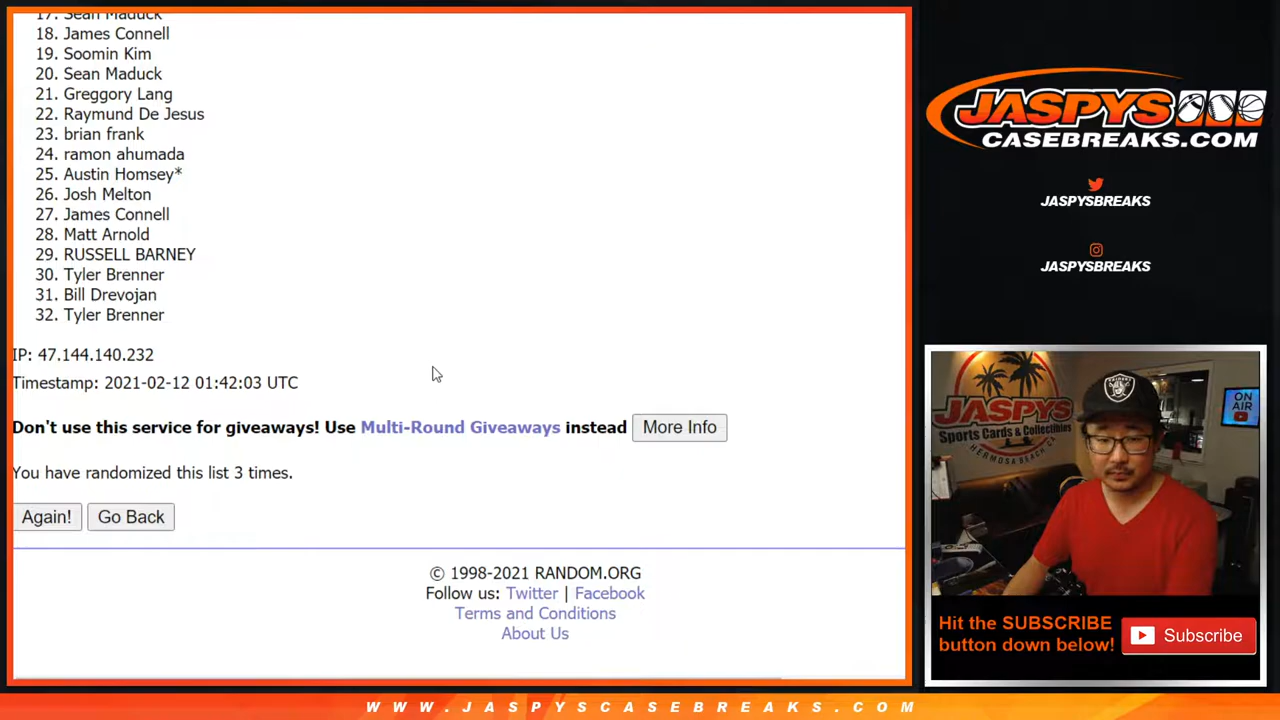 17. Sean Maduck
18. James Connell
19. Soomin Kim
20. Sean Maduck
21. Greggory Lang
22. Raymund De Jesus
23. brian frank
24. ramon ahumada
25. Austin Homsey*
26. Josh Melton
27. James Connell
28. Matt Arnold
29. RUSSELL BARNEY
30. Tyler Brenner
31. Bill Drevojan
32. Tyler Brenner
IP: 47.144.140.232
Timestamp: 2021-02-12 01:42:03 UTC
Don't use this service for giveaways! Use Multi-Round Giveaways instead More Info
You have randomized this list 3 times.
Again! Go Back
© 1998-2021 RANDOM.ORG
Follow us: Twitter | Facebook
Terms and Conditions
About Us
JASPYS
CASEBREAKS.COM
JASPYSBREAKS
JASPYSBREAKS
JASPYS
Sports Cards & Collectibles
HERMOSA BEACH, CA
RAIDERS
ON
AIR
Hit the SUBSCRIBE
button down below!
Subscribe
WWW.JASPYSCASEBREAKS.COM